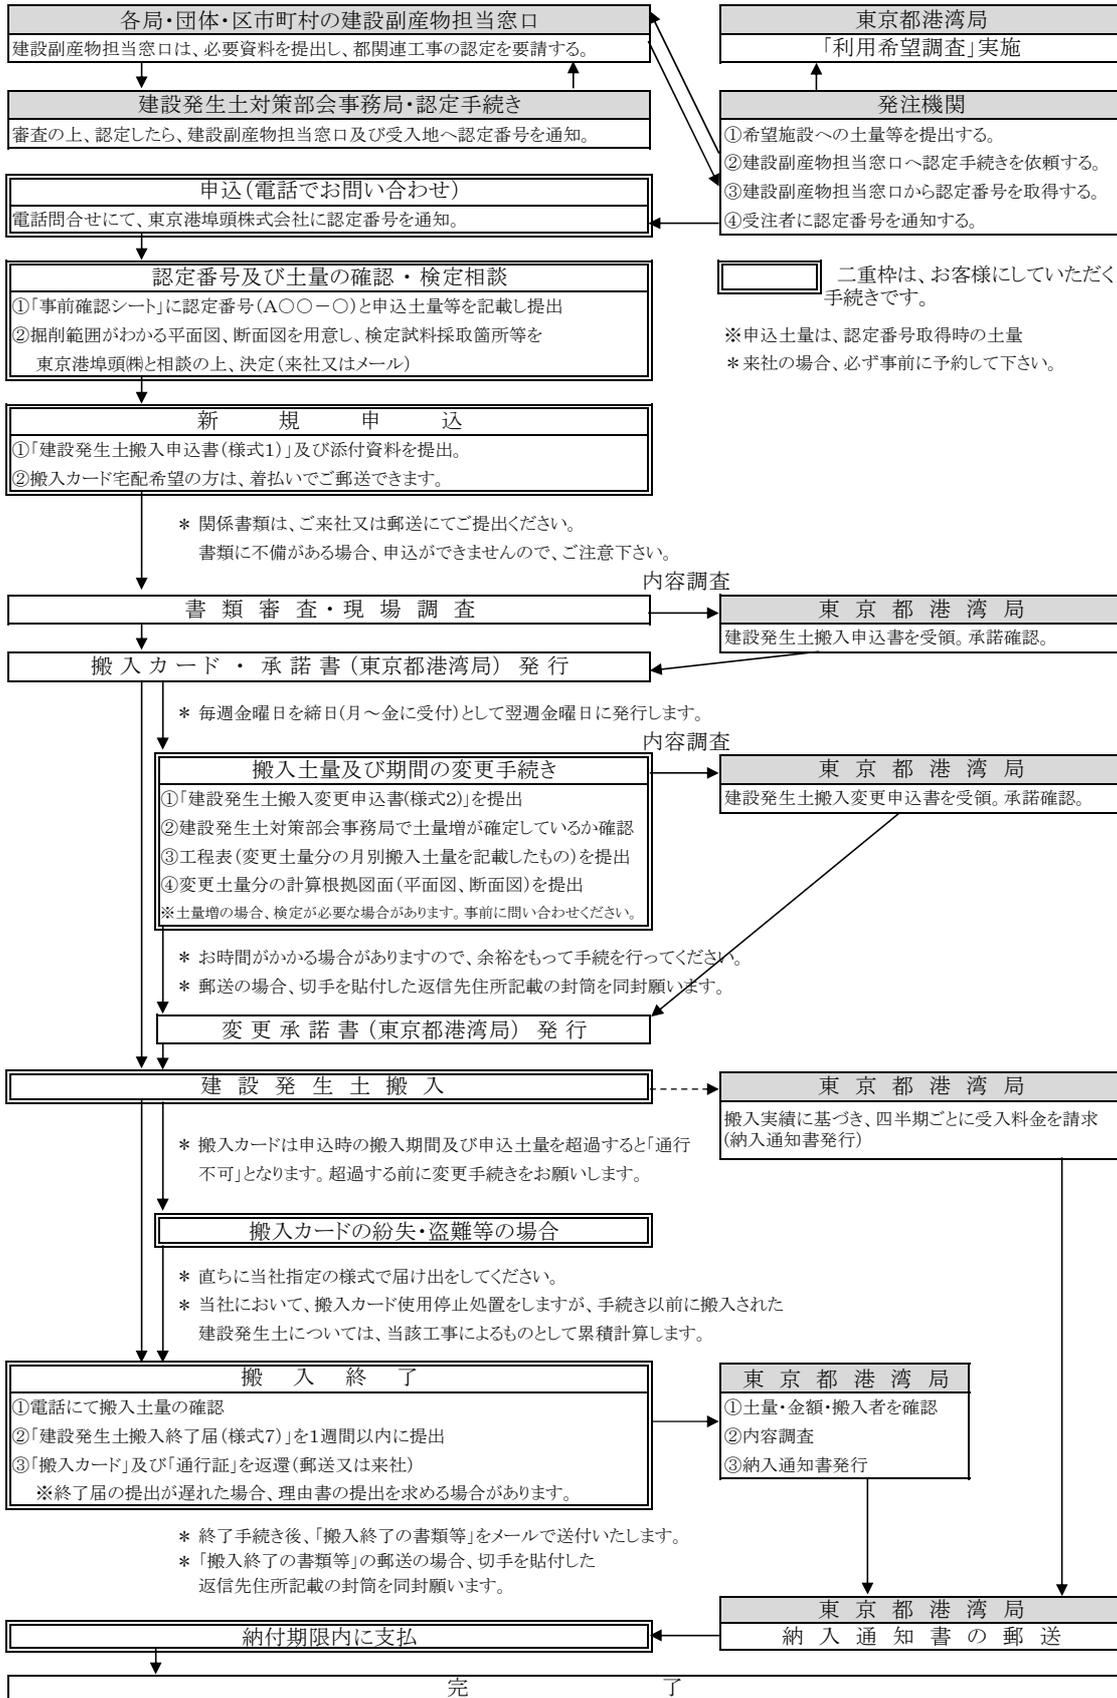 各局・団体・区市町村の建設副産物担当窓口
建設副産物担当窓口は、必要資料を提出し、都関連工事の認定を要請する。
東京都港湾局
「利用希望調査」実施
建設発生土対策部会事務局・認定手続き
審査の上、認定したら、建設副産物担当窓口及び受入地へ認定番号を通知。
発注機関
①希望施設への土量等を提出する。
②建設副産物担当窓口へ認定手続きを依頼する。
③建設副産物担当窓口から認定番号を取得する。
④受注者に認定番号を通知する。
申込(電話でお問い合わせ)
電話問合せにて、東京港埠頭株式会社に認定番号を通知。
認定番号及び土量の確認・検定相談
①「事前確認シート」に認定番号(A○○-○)と申込土量等を記載し提出
②掘削範囲がわかる平面図、断面図を用意し、検定試料採取箇所等を
東京港埠頭㈱と相談の上、決定(来社又はメール)
二重枠は、お客様にしていただく
手続きです。
※申込土量は、認定番号取得時の土量
＊来社の場合、必ず事前に予約して下さい。
新規申込
①「建設発生土搬入申込書(様式1)」及び添付資料を提出。
②搬入カード宅配希望の方は、着払いでご郵送できます。
＊ 関係書類は、ご来社又は郵送にてご提出ください。
書類に不備がある場合、申込ができませんので、ご注意下さい。
内容調査
書類審査・現場調査
東京都港湾局
建設発生土搬入申込書を受領。承諾確認。
搬入カード・承諾書(東京都港湾局)発行
＊ 毎週金曜日を締日(月～金に受付)として翌週金曜日に発行します。
内容調査
搬入土量及び期間の変更手続き
①「建設発生土搬入変更申込書(様式2)」を提出
②建設発生土対策部会事務局で土量増が確定しているか確認
③工程表(変更土量分の月別搬入土量を記載したもの)を提出
④変更土量分の計算根拠図面(平面図、断面図)を提出
※土量増の場合、検定が必要な場合があります。事前に問い合わせください。
東京都港湾局
建設発生土搬入変更申込書を受領。承諾確認。
＊ お時間がかかる場合がありますので、余裕をもって手続を行ってください。
＊ 郵送の場合、切手を貼付した返信先住所記載の封筒を同封願います。
変更承諾書(東京都港湾局)発行
建設発生土搬入
東京都港湾局
搬入実績に基づき、四半期ごとに受入料金を請求
(納入通知書発行)
＊ 搬入カードは申込時の搬入期間及び申込土量を超過すると「通行
不可」となります。超過する前に変更手続きをお願いします。
搬入カードの紛失・盗難等の場合
＊ 直ちに当社指定の様式で届け出をしてください。
＊ 当社において、搬入カード使用停止処置をしますが、手続き以前に搬入された
建設発生土については、当該工事によるものとして累積計算します。
搬入終了
①電話にて搬入土量の確認
②「建設発生土搬入終了届(様式7)」を1週間以内に提出
③「搬入カード」及び「通行証」を返還(郵送又は来社)
※終了届の提出が遅れた場合、理由書の提出を求める場合があります。
東京都港湾局
①土量・金額・搬入者を確認
②内容調査
③納入通知書発行
＊ 終了手続き後、「搬入終了の書類等」をメールで送付いたします。
＊ 「搬入終了の書類等」の郵送の場合、切手を貼付した
返信先住所記載の封筒を同封願います。
東京都港湾局
納入通知書の郵送
納付期限内に支払
完了